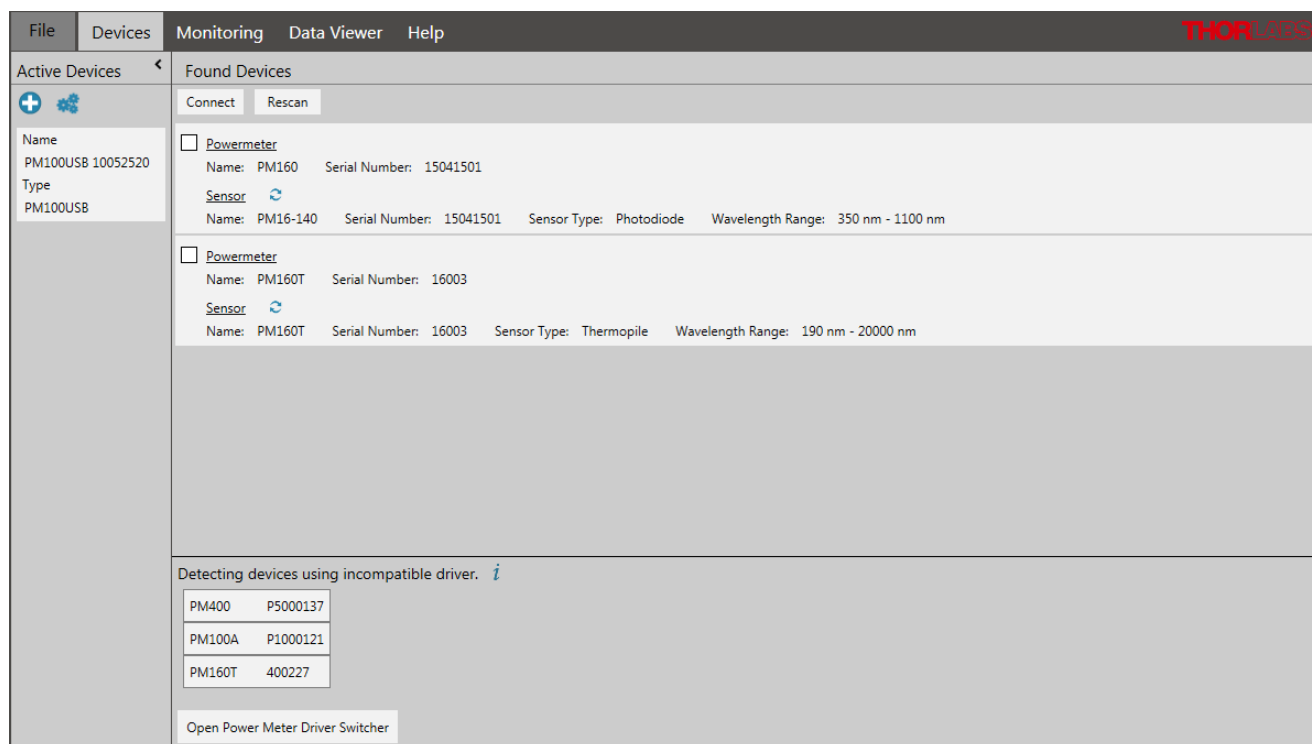 File Devices Monitoring Data Viewer Help THORLABS
Active Devices
Found Devices
Connect Rescan
Name
PM100USB 10052520
Type
PM100USB
Powermeter
Name: PM160 Serial Number: 15041501
Sensor
Name: PM16-140 Serial Number: 15041501 Sensor Type: Photodiode Wavelength Range: 350 nm - 1100 nm
Powermeter
Name: PM160T Serial Number: 16003
Sensor
Name: PM160T Serial Number: 16003 Sensor Type: Thermopile Wavelength Range: 190 nm - 20000 nm
Detecting devices using incompatible driver. i
PM400 P5000137
PM100A P1000121
PM160T 400227
Open Power Meter Driver Switcher